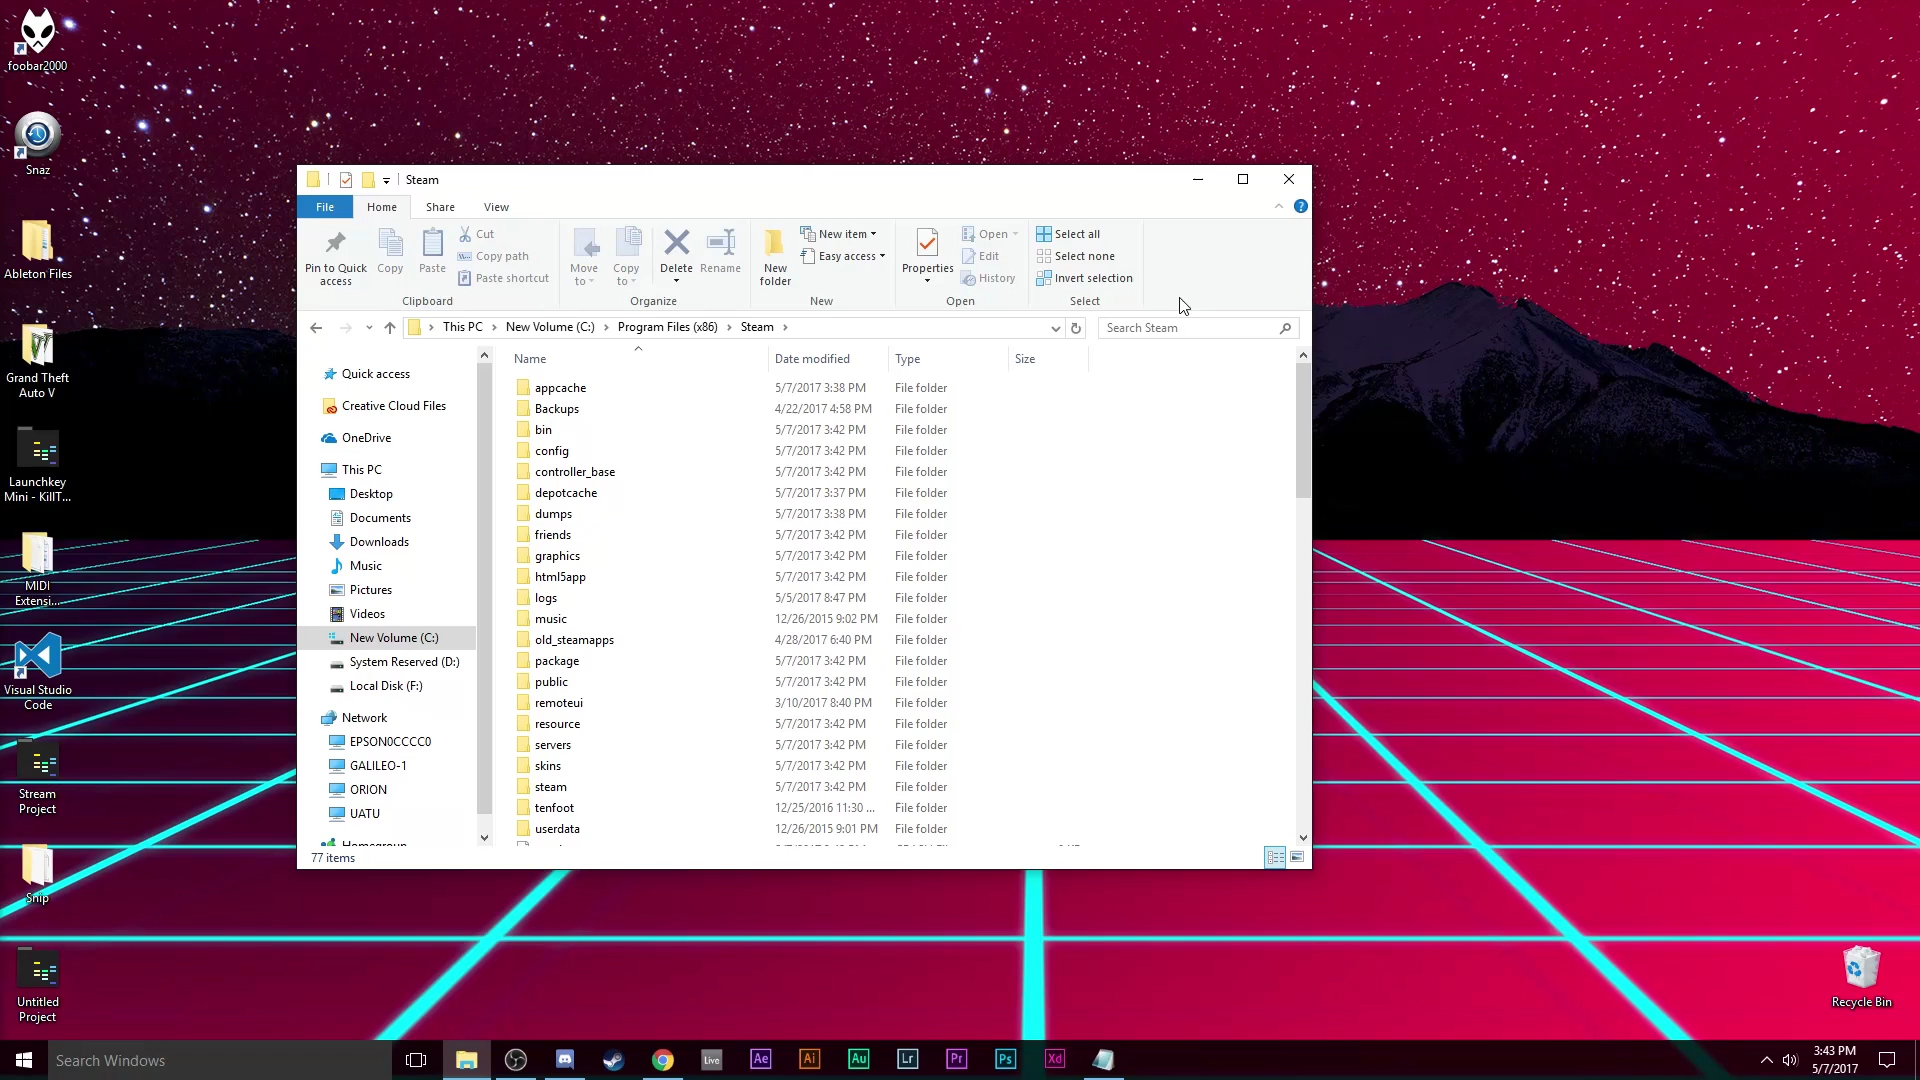 foobar2000
Snaz
Ableton Files
Grand Theft
Auto V
Launchkey
Mini - KillT...
MIDI
Extensi...
Visual Studio
Code
Stream
Project
Snip
Untitled
Project
Steam
File Home Share View
Pin to Quick
access
Copy
Paste
Cut
Copy path
Paste shortcut
Clipboard
Move
to
Copy
to
Delete
Rename
Organize
New
folder
New item
Easy access
New
Properties
Open
Edit
History
Open
Select all
Select none
Invert selection
Select
This PC New Volume (C:) Program Files (x86) Steam
Search Steam
Quick access
Creative Cloud Files
OneDrive
This PC
Desktop
Documents
Downloads
Music
Pictures
Videos
New Volume (C:)
System Reserved (D:)
Local Disk (F:)
Network
EPSON0CCCC0
GALILEO-1
ORION
UATU
Homegroup
Name Date modified Type Size
appcache 5/7/2017 3:38 PM File folder
Backups 4/22/2017 4:58 PM File folder
bin 5/7/2017 3:42 PM File folder
config 5/7/2017 3:42 PM File folder
controller_base 5/7/2017 3:42 PM File folder
depotcache 5/7/2017 3:37 PM File folder
dumps 5/7/2017 3:38 PM File folder
friends 5/7/2017 3:42 PM File folder
graphics 5/7/2017 3:42 PM File folder
html5app 5/7/2017 3:42 PM File folder
logs 5/5/2017 8:47 PM File folder
music 12/26/2015 9:02 PM File folder
old_steamapps 4/28/2017 6:40 PM File folder
package 5/7/2017 3:42 PM File folder
public 5/7/2017 3:42 PM File folder
remoteui 3/10/2017 8:40 PM File folder
resource 5/7/2017 3:42 PM File folder
servers 5/7/2017 3:42 PM File folder
skins 5/7/2017 3:42 PM File folder
steam 5/7/2017 3:42 PM File folder
tenfoot 12/25/2016 11:30 ... File folder
userdata 12/26/2015 9:01 PM File folder
77 items
Recycle Bin
Search Windows
Live Ae Ai Au Lr Pr Ps Xd
3:43 PM
5/7/2017